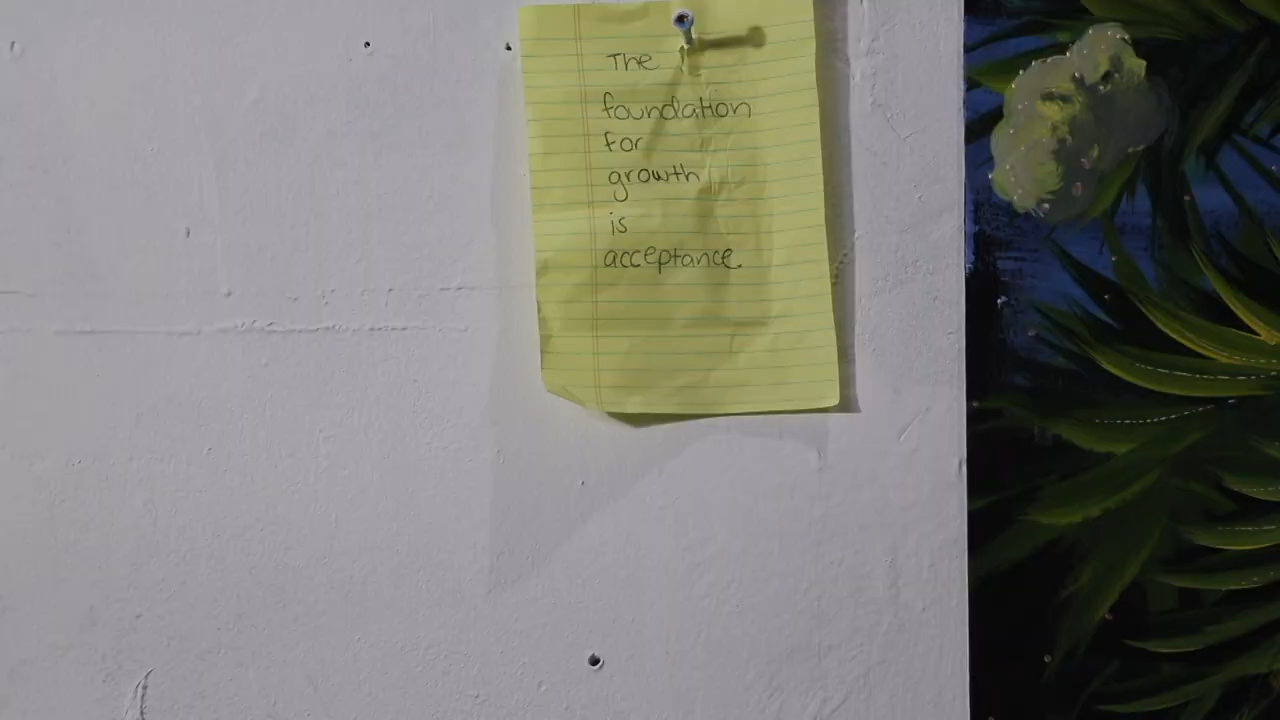 The
foundation
for
growth
is
acceptance.